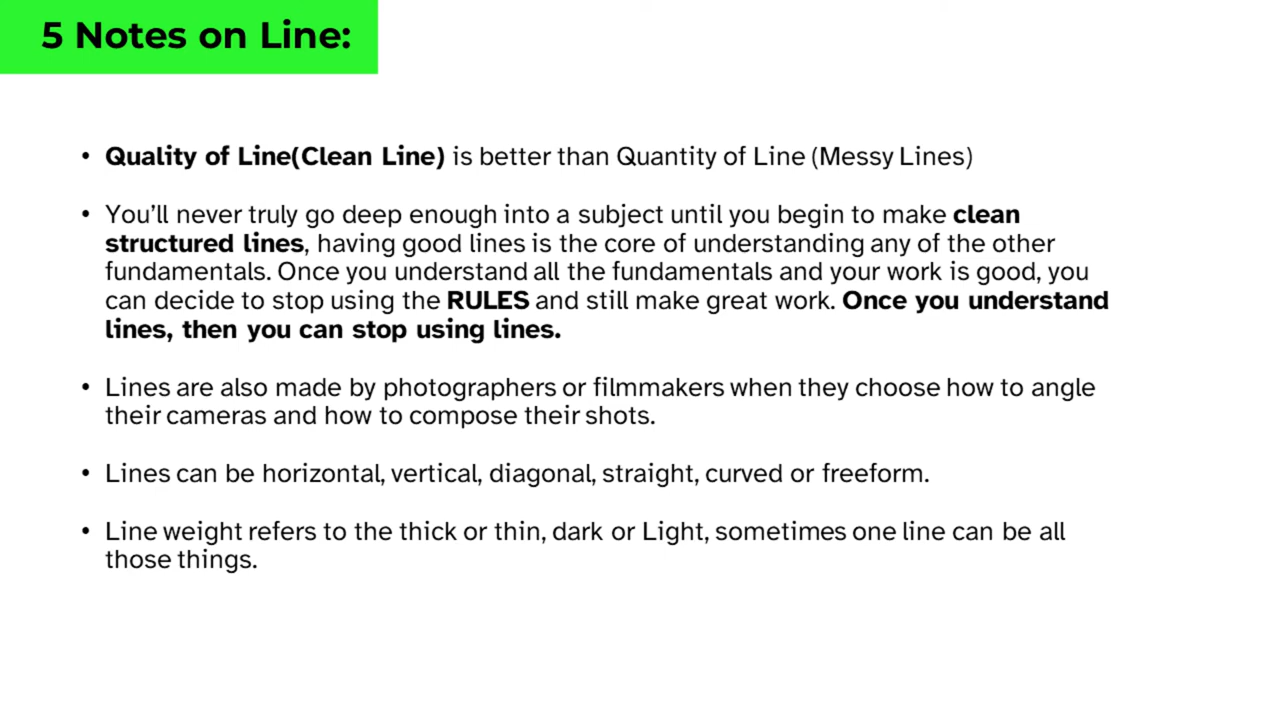 5 Notes on Line:
• Quality of Line(Clean Line) is better than Quantity of Line (Messy Lines)
• You'll never truly go deep enough into a subject until you begin to make clean
structured lines, having good lines is the core of understanding any of the other
fundamentals. Once you understand all the fundamentals and your work is good, you
can decide to stop using the RULES and still make great work. Once you understand
lines, then you can stop using lines.
• Lines are also made by photographers or filmmakers when they choose how to angle
their cameras and how to compose their shots.
• Lines can be horizontal, vertical, diagonal, straight, curved or freeform.
• Line weight refers to the thick or thin, dark or Light, sometimes one line can be all
those things.